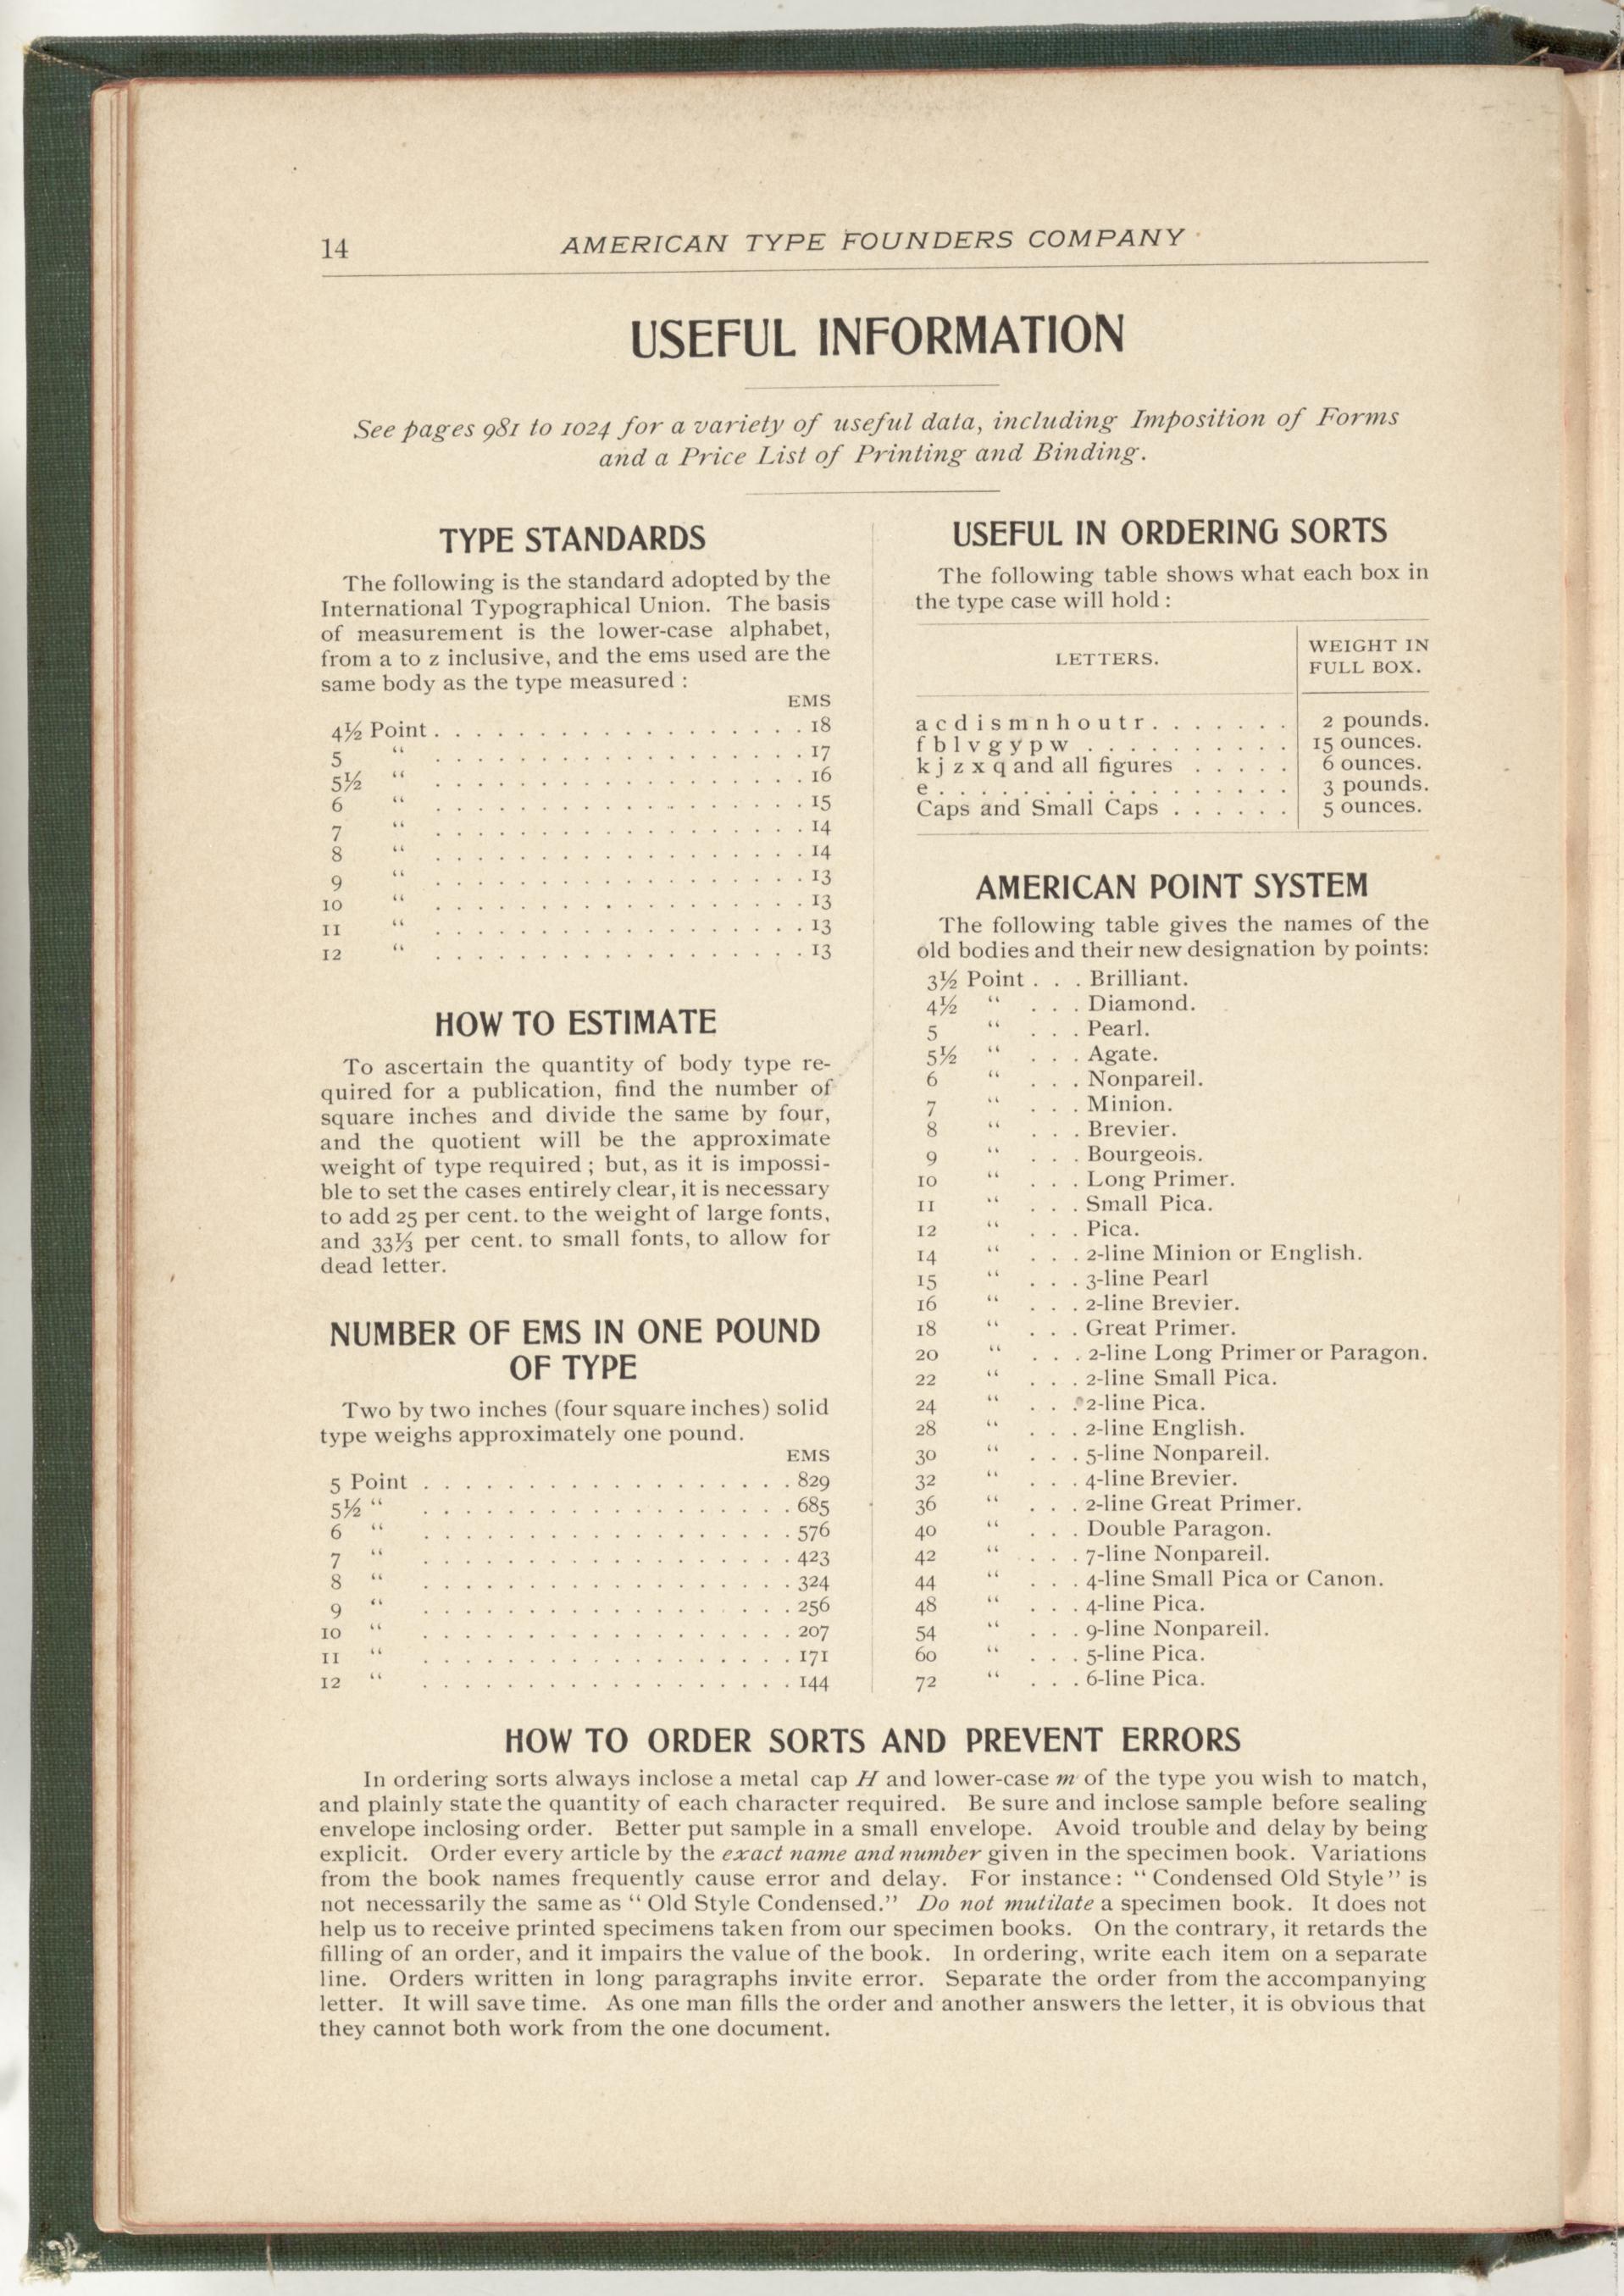 14
AMERICAN TYPE FOUNDERS COMPANY
USEFUL INFORMATION
See pages 981 to 1024 for a variety of useful data, including Imposition of Forms
and a Price List of Printing and Binding.
TYPE STANDARDS
The following is the standard adopted by the
International Typographical Union. The basis
of measurement is the lower-case alphabet,
from a to z inclusive, and the ems used are the
same body as the type measured :
EMS
4½ Point . . . . . . . . . . . . . . . . . . 18
5 “ . . . . . . . . . . . . . . . . . . 17
5½ “ . . . . . . . . . . . . . . . . . . 16
6 “ . . . . . . . . . . . . . . . . . . 15
7 “ . . . . . . . . . . . . . . . . . . 14
8 “ . . . . . . . . . . . . . . . . . . 14
9 “ . . . . . . . . . . . . . . . . . . 13
10 “ . . . . . . . . . . . . . . . . . . 13
11 “ . . . . . . . . . . . . . . . . . . 13
12 “ . . . . . . . . . . . . . . . . . . 13
HOW TO ESTIMATE
To ascertain the quantity of body type re-
quired for a publication, find the number of
square inches and divide the same by four,
and the quotient will be the approximate
weight of type required ; but, as it is impossi-
ble to set the cases entirely clear, it is necessary
to add 25 per cent. to the weight of large fonts,
and 33⅓ per cent. to small fonts, to allow for
dead letter.
NUMBER OF EMS IN ONE POUND
OF TYPE
Two by two inches (four square inches) solid
type weighs approximately one pound.
EMS
5 Point . . . . . . . . . . . . . . . . . . 829
5½ “ . . . . . . . . . . . . . . . . . . 685
6 “ . . . . . . . . . . . . . . . . . . 576
7 “ . . . . . . . . . . . . . . . . . . 423
8 “ . . . . . . . . . . . . . . . . . . 324
9 “ . . . . . . . . . . . . . . . . . . 256
10 “ . . . . . . . . . . . . . . . . . . 207
11 “ . . . . . . . . . . . . . . . . . . 171
12 “ . . . . . . . . . . . . . . . . . . 144
USEFUL IN ORDERING SORTS
The following table shows what each box in
the type case will hold :
LETTERS. WEIGHT IN
FULL BOX.
a c d i s m n h o u t r . . . . . . . 2 pounds.
f b l v g y p w . . . . . . . . . . 15 ounces.
k j z x q and all figures . . . . . 6 ounces.
e . . . . . . . . . . . . . . . . . 3 pounds.
Caps and Small Caps . . . . . . 5 ounces.
AMERICAN POINT SYSTEM
The following table gives the names of the
old bodies and their new designation by points:
3½ Point . . . Brilliant.
4½ “ . . . Diamond.
5 “ . . . Pearl.
5½ “ . . . Agate.
6 “ . . . Nonpareil.
7 “ . . . Minion.
8 “ . . . Brevier.
9 “ . . . Bourgeois.
10 “ . . . Long Primer.
11 “ . . . Small Pica.
12 “ . . . Pica.
14 “ . . . 2-line Minion or English.
15 “ . . . 3-line Pearl
16 “ . . . 2-line Brevier.
18 “ . . . Great Primer.
20 “ . . . 2-line Long Primer or Paragon.
22 “ . . . 2-line Small Pica.
24 “ . . . 2-line Pica.
28 “ . . . 2-line English.
30 “ . . . 5-line Nonpareil.
32 “ . . . 4-line Brevier.
36 “ . . . 2-line Great Primer.
40 “ . . . Double Paragon.
42 “ . . . 7-line Nonpareil.
44 “ . . . 4-line Small Pica or Canon.
48 “ . . . 4-line Pica.
54 “ . . . 9-line Nonpareil.
60 “ . . . 5-line Pica.
72 “ . . . 6-line Pica.
HOW TO ORDER SORTS AND PREVENT ERRORS
In ordering sorts always inclose a metal cap H and lower-case m of the type you wish to match,
and plainly state the quantity of each character required. Be sure and inclose sample before sealing
envelope inclosing order. Better put sample in a small envelope. Avoid trouble and delay by being
explicit. Order every article by the exact name and number given in the specimen book. Variations
from the book names frequently cause error and delay. For instance: “ Condensed Old Style” is
not necessarily the same as “ Old Style Condensed.” Do not mutilate a specimen book. It does not
help us to receive printed specimens taken from our specimen books. On the contrary, it retards the
filling of an order, and it impairs the value of the book. In ordering, write each item on a separate
line. Orders written in long paragraphs invite error. Separate the order from the accompanying
letter. It will save time. As one man fills the order and another answers the letter, it is obvious that
they cannot both work from the one document.